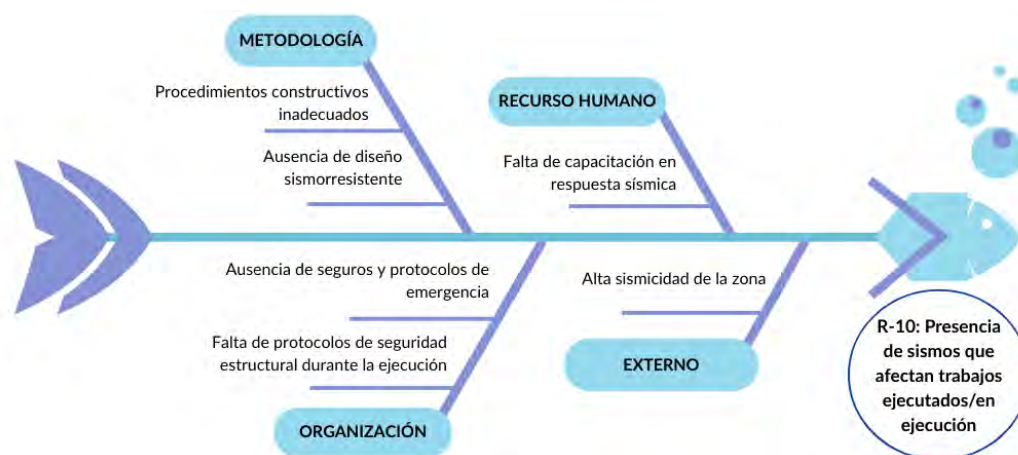 METODOLOGÍA
Procedimientos constructivos
inadecuados
Ausencia de diseño
sismorresistente
RECURSO HUMANO
Falta de capacitación en
respuesta sísmica
Ausencia de seguros y protocolos de
emergencia
Falta de protocolos de seguridad
estructural durante la ejecución
ORGANIZACIÓN
Alta sismicidad de la zona
EXTERNO
R-10: Presencia
de sismos que
afectan trabajos
ejecutados/en
ejecución